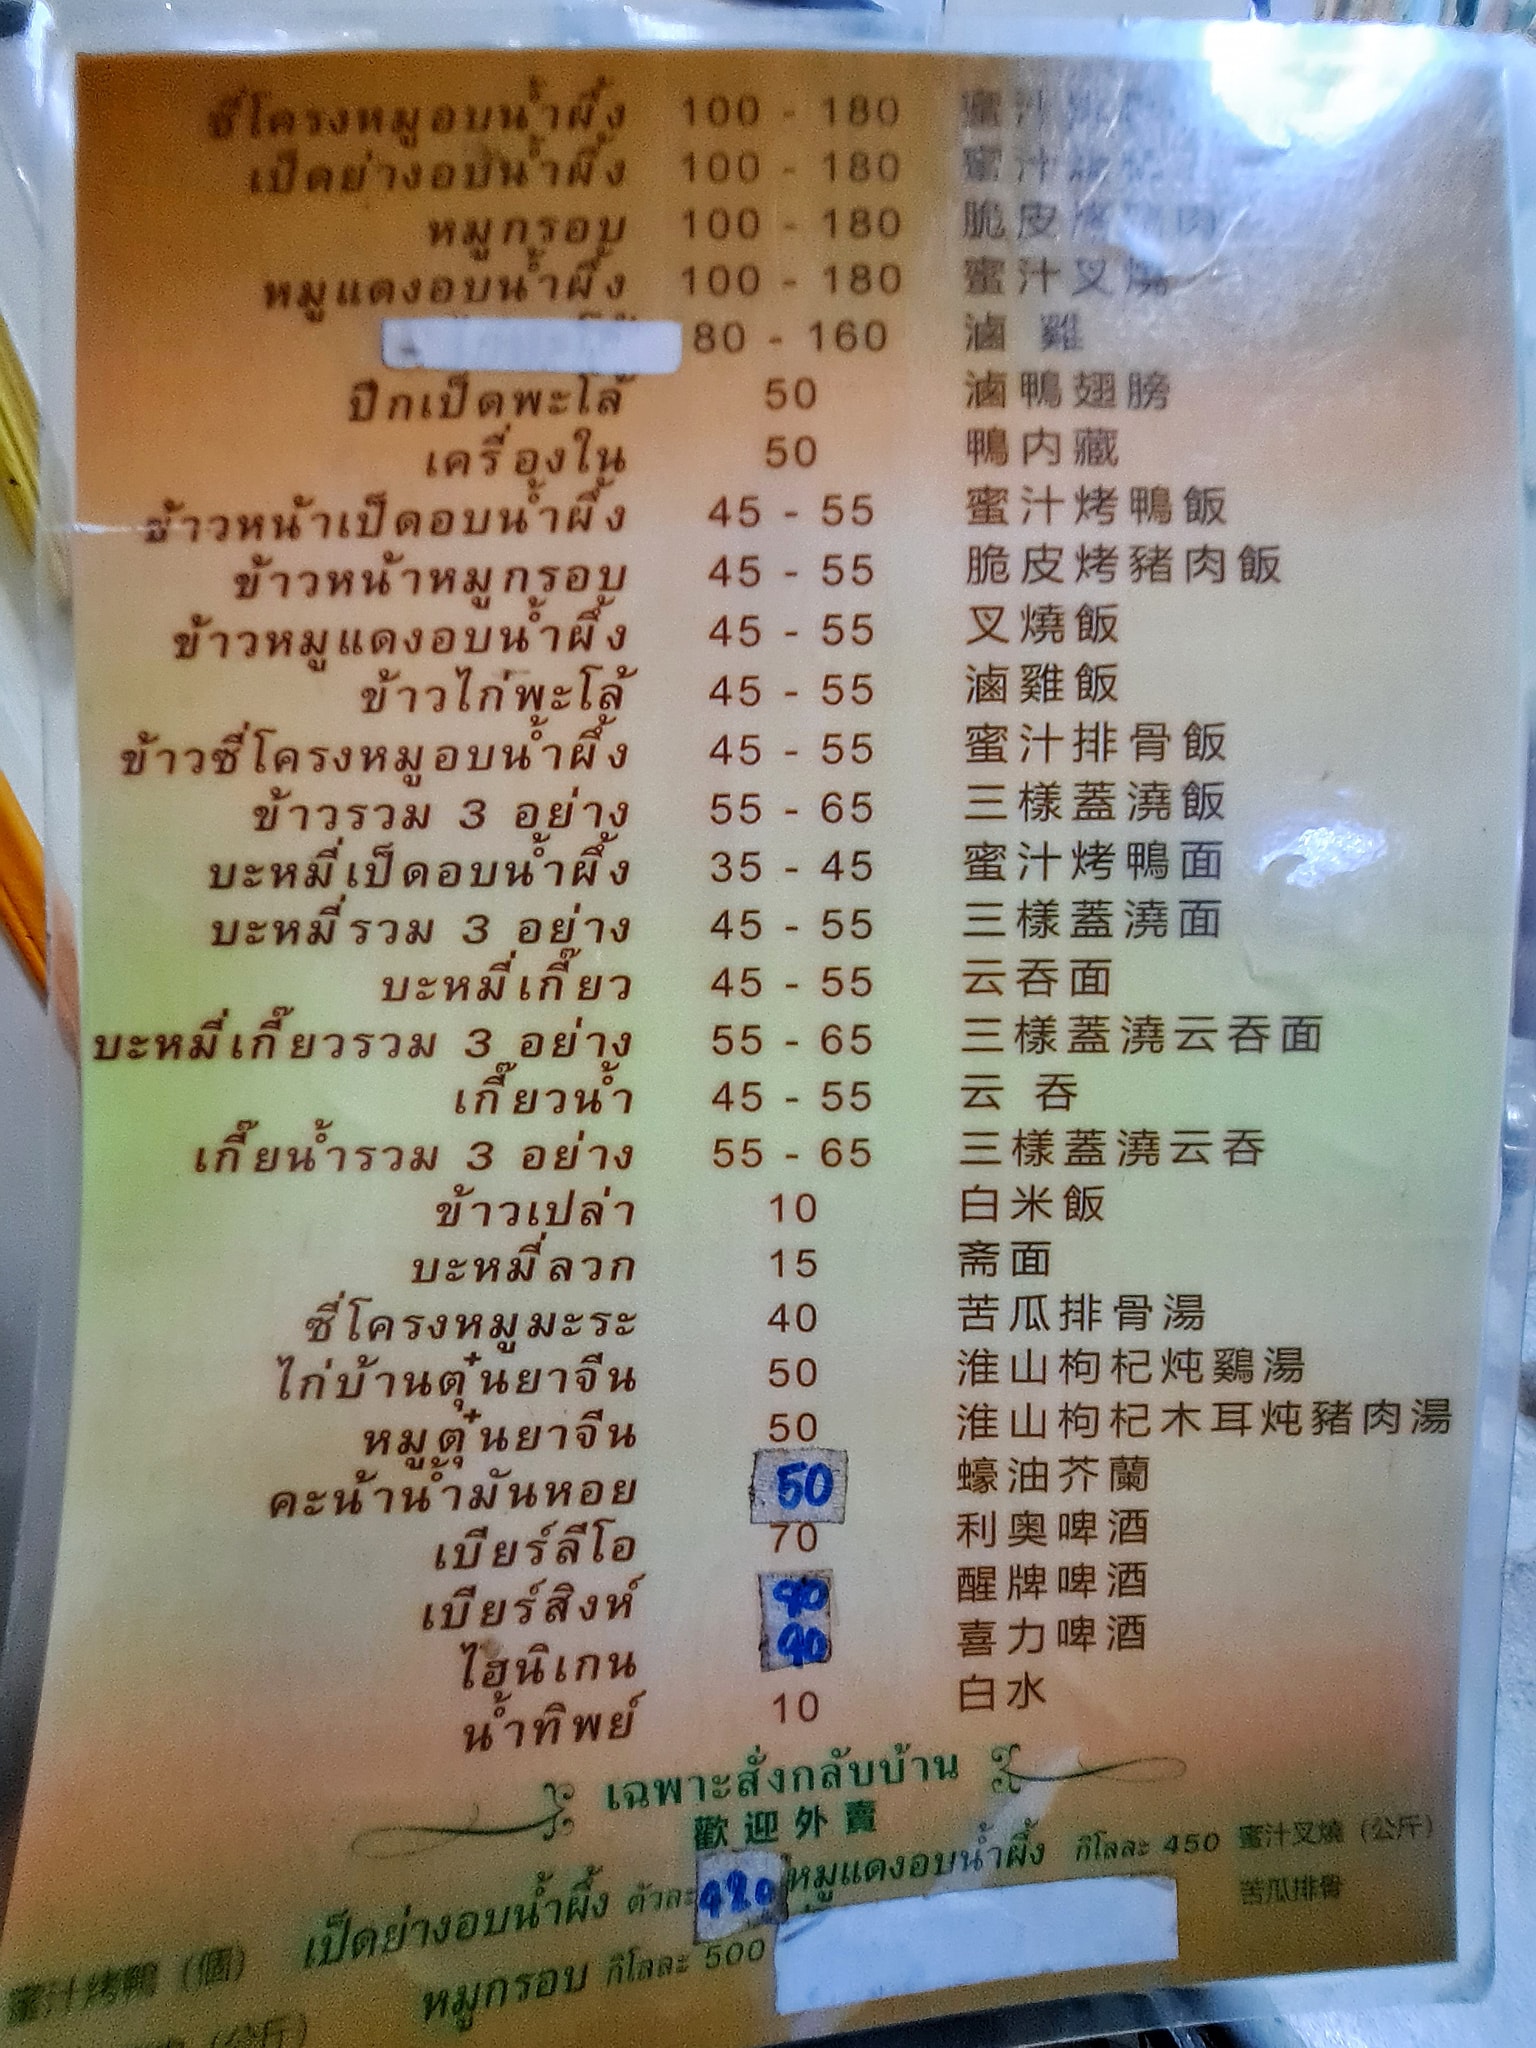 ซี่โครงหมูอบน้ำผึ้ง 100 - 180 蜜汁
เป็ดย่างอบน้ำผึ้ง 100 - 180 蜜汁
หมูกรอบ 100 - 180 脆皮烤豬肉
หมูแดงอบน้ำผึ้ง 100 - 180 蜜汁叉燒
80 - 160 滷 雞
ปีกเป็ดพะโล้ 50 滷鴨翅膀
เครื่องใน 50 鴨內藏
ข้าวหน้าเป็ดอบน้ำผึ้ง 45 - 55 蜜汁烤鴨飯
ข้าวหน้าหมูกรอบ 45 - 55 脆皮烤豬肉飯
ข้าวหมูแดงอบน้ำผึ้ง 45 - 55 叉燒飯
ข้าวไก่พะโล้ 45 - 55 滷雞飯
ข้าวซี่โครงหมูอบน้ำผึ้ง 45 - 55 蜜汁排骨飯
ข้าวรวม 3 อย่าง 55 - 65 三樣蓋澆飯
บะหมี่เป็ดอบน้ำผึ้ง 35 - 45 蜜汁烤鴨面
บะหมี่รวม 3 อย่าง 45 - 55 三樣蓋澆面
บะหมี่เกี๊ยว 45 - 55 云吞面
บะหมี่เกี๊ยวรวม 3 อย่าง 55 - 65 三樣蓋澆云吞面
เกี๊ยวน้ำ 45 - 55 云 吞
เกี๊ยน้ำรวม 3 อย่าง 55 - 65 三樣蓋澆云吞
ข้าวเปล่า 10 白米飯
บะหมี่ลวก 15 斋面
ซี่โครงหมูมะระ 40 苦瓜排骨湯
ไก่บ้านตุ๋นยาจีน 50 淮山枸杞炖鷄湯
หมูตุ๋นยาจีน 50 淮山枸杞木耳炖豬肉湯
คะน้าน้ำมันหอย 50 蠔油芥蘭
เบียร์ลีโอ 70 利奥啤酒
เบียร์สิงห์ 90 醒牌啤酒
ไฮนิเกน 90 喜力啤酒
น้ำทิพย์ 10 白水
เฉพาะสั่งกลับบ้าน
歡迎外賣
蜜汁烤鴨 (個) เป็ดย่างอบน้ำผึ้ง ตัวละ 420 หมูแดงอบน้ำผึ้ง กิโลละ 450 蜜汁叉燒 (公斤)
(公斤) หมูกรอบ กิโลละ 500 苦瓜排骨